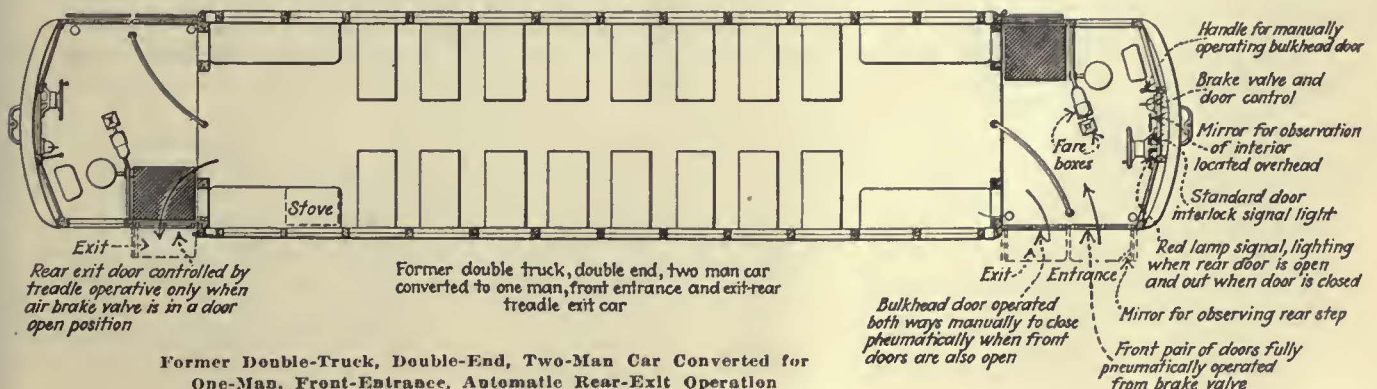 Handle for manually
operating bulkhead door
Brake valve and
door control
Mirror for observation
of interior
located overhead
Fare
boxes
Standard door
interlock signal light
Stove
Exit
Rear exit door controlled by
treadle operative only when
air brake valve is in a door
open position
Former double truck, double end, two man car
converted to one man, front entrance and exit-rear
treadle exit car
Exit
Entrance
Red lamp signal, lighting
when rear door is open
and out when door is closed
Bulkhead door operated
both ways manually to close
pneumatically when front
doors are also open
Mirror for observing rear step
Front pair of doors fully
pneumatically operated
from brake valve
Former Double-Truck, Double-End, Two-Man Car Converted for
One-Man, Front-Entrance, Automatic Rear-Exit Operation